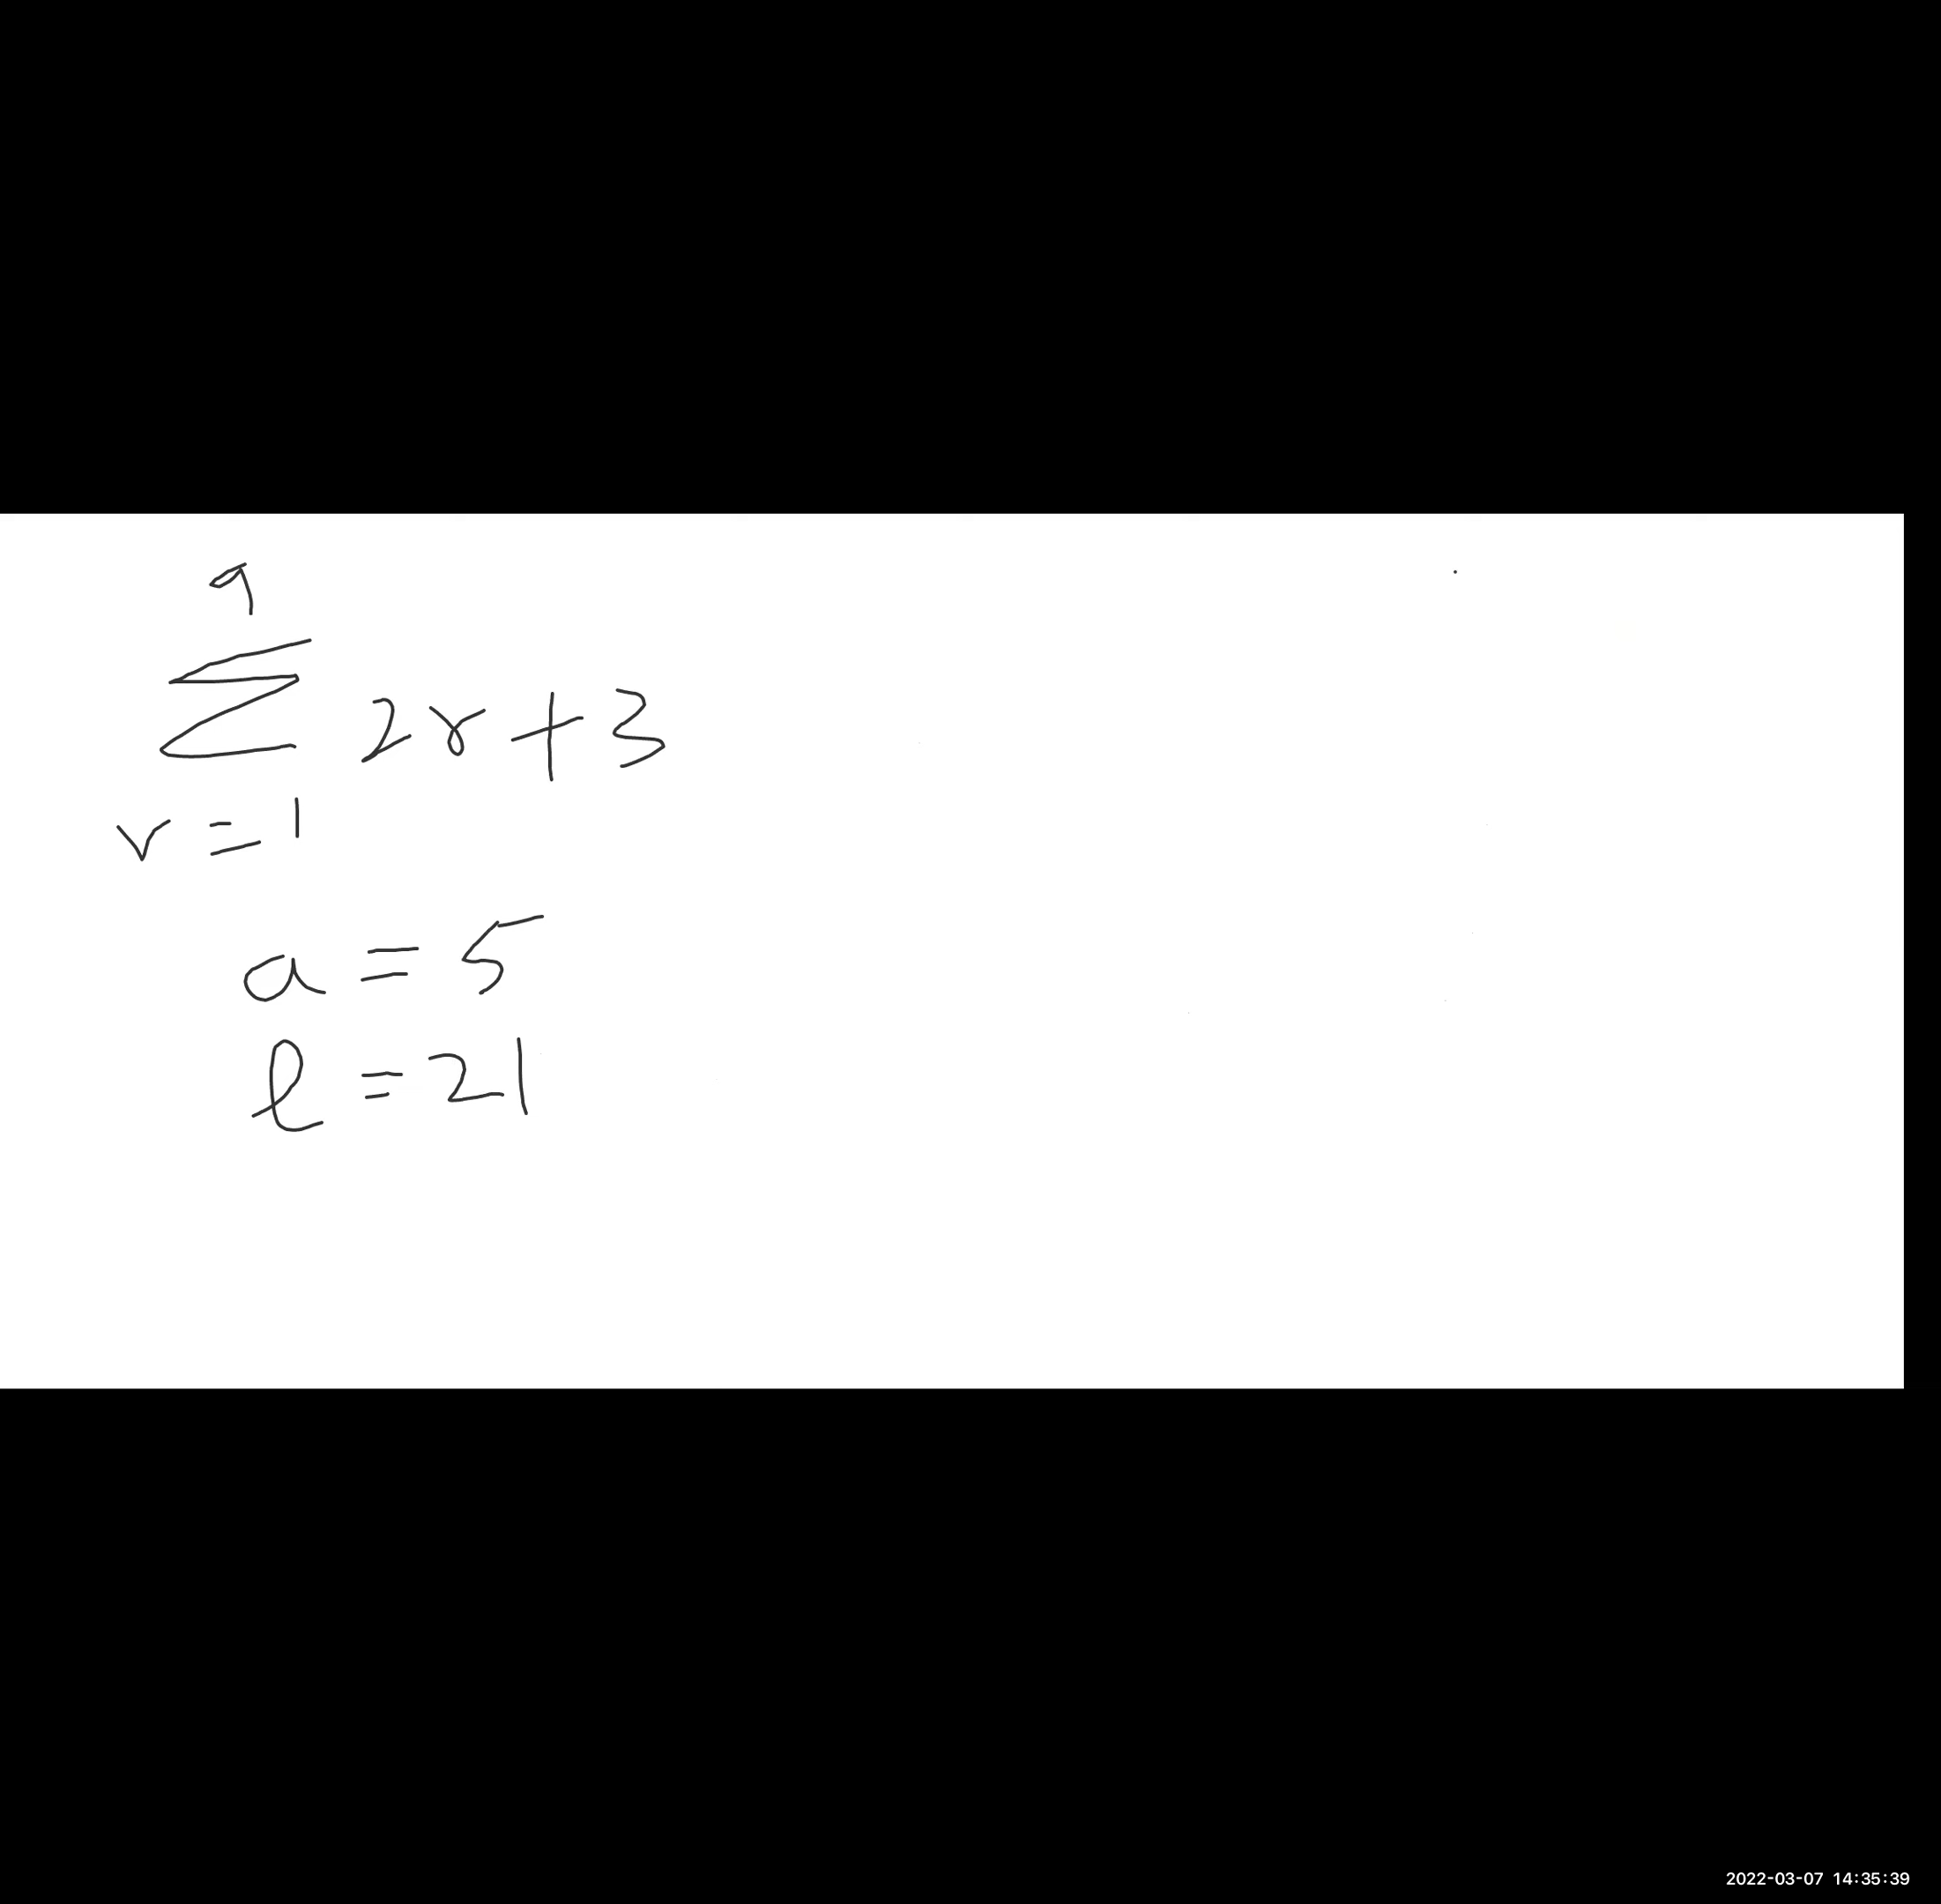 9
Σ 2r+3
r = 1
a = 5
l = 21
2022-03-07 14:35:39